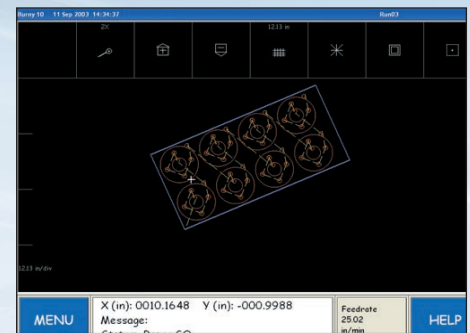 Burny 10 11 Sep 2003 14:34:37 Run03
ZX 12.13 in
12.13 in/div
MENU
X (in): 0010.1648 Y (in): -000.9988
Message:
Feedrate
25.02
in/min
HELP